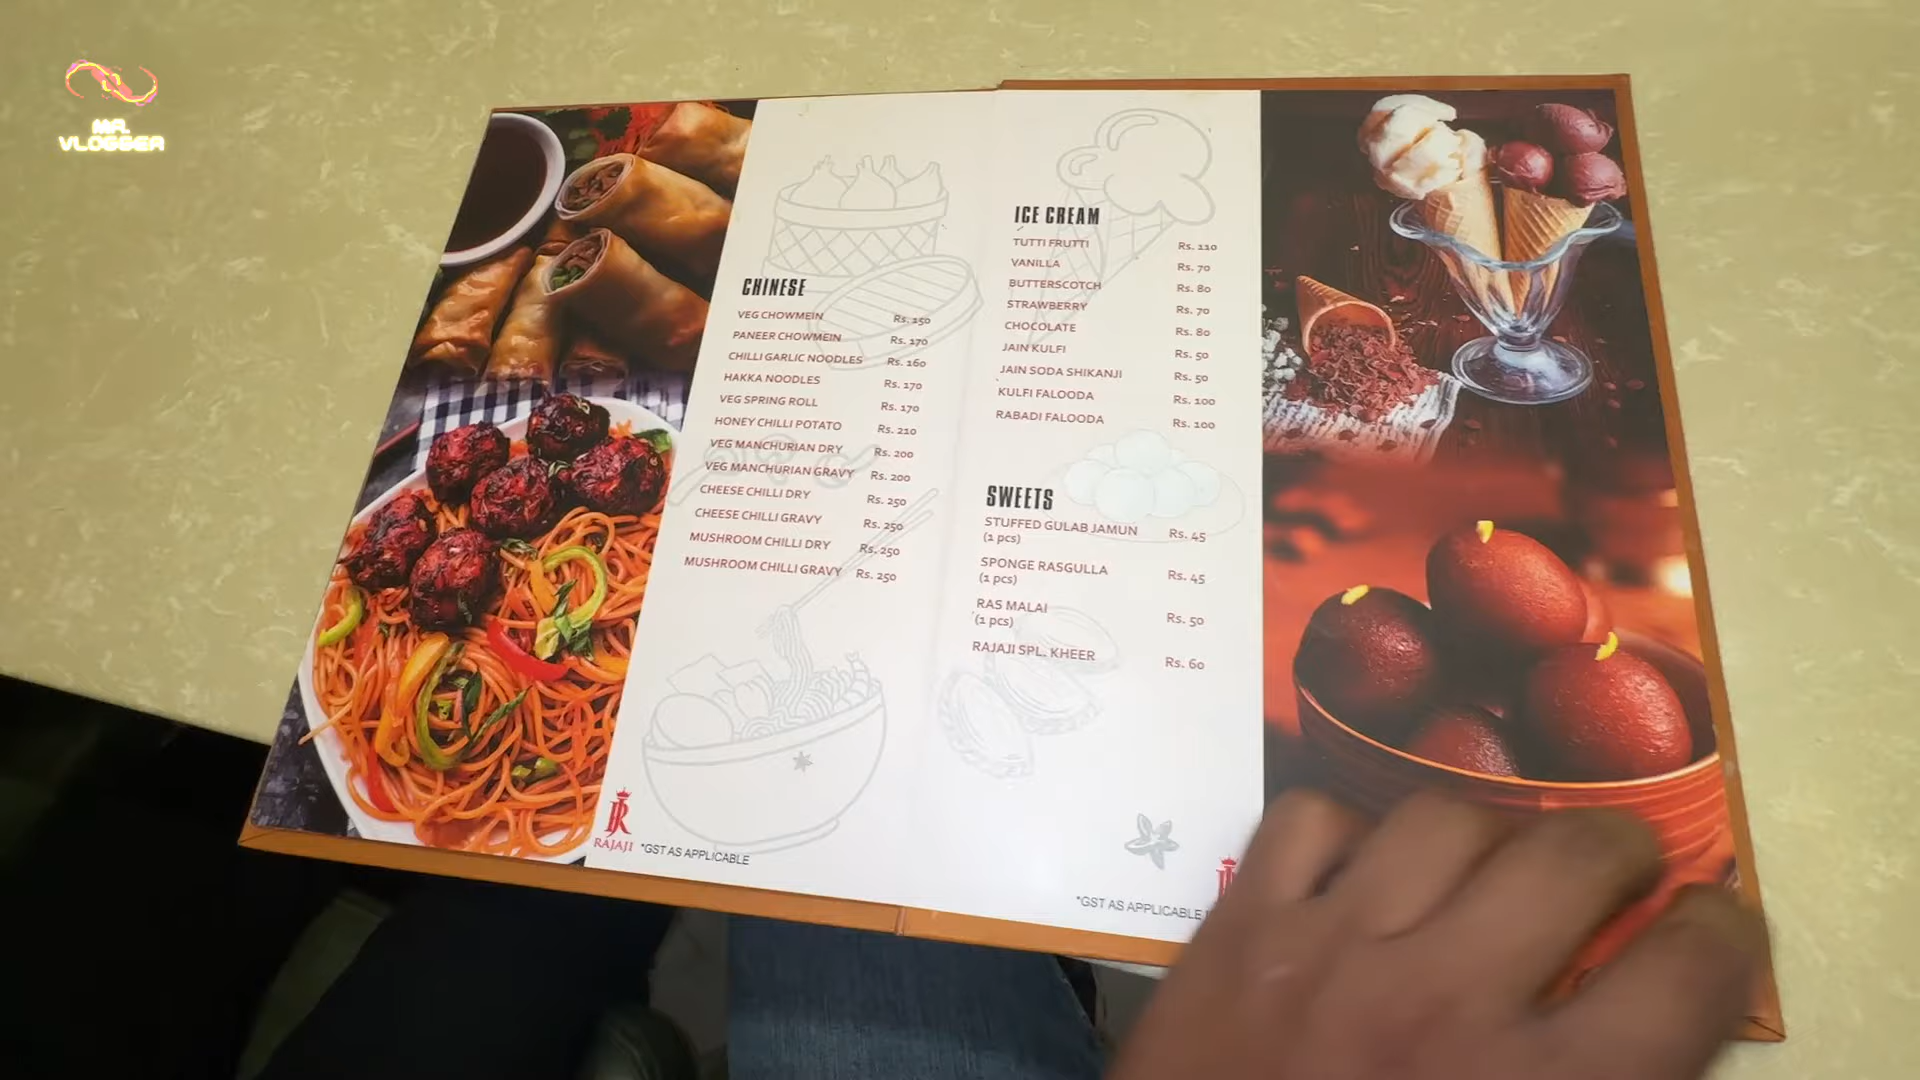 MR.
VLOGGER
CHINESE
VEG CHOWMEIN Rs. 150
PANEER CHOWMEIN Rs. 170
CHILLI GARLIC NOODLES Rs. 160
HAKKA NOODLES Rs. 170
VEG SPRING ROLL Rs. 170
HONEY CHILLI POTATO Rs. 210
VEG MANCHURIAN DRY Rs. 200
VEG MANCHURIAN GRAVY Rs. 200
CHEESE CHILLI DRY Rs. 250
CHEESE CHILLI GRAVY Rs. 250
MUSHROOM CHILLI DRY Rs. 250
MUSHROOM CHILLI GRAVY Rs. 250
RAJAJI
*GST AS APPLICABLE
ICE CREAM
TUTTI FRUTTI Rs. 110
VANILLA Rs. 70
BUTTERSCOTCH Rs. 80
STRAWBERRY Rs. 70
CHOCOLATE Rs. 80
JAIN KULFI Rs. 50
JAIN SODA SHIKANJI Rs. 50
KULFI FALOODA Rs. 100
RABADI FALOODA Rs. 100
SWEETS
STUFFED GULAB JAMUN Rs. 45
(1 pcs)
SPONGE RASGULLA Rs. 45
(1 pcs)
RAS MALAI Rs. 50
(1 pcs)
RAJAJI SPL. KHEER Rs. 60
*GST AS APPLICABLE